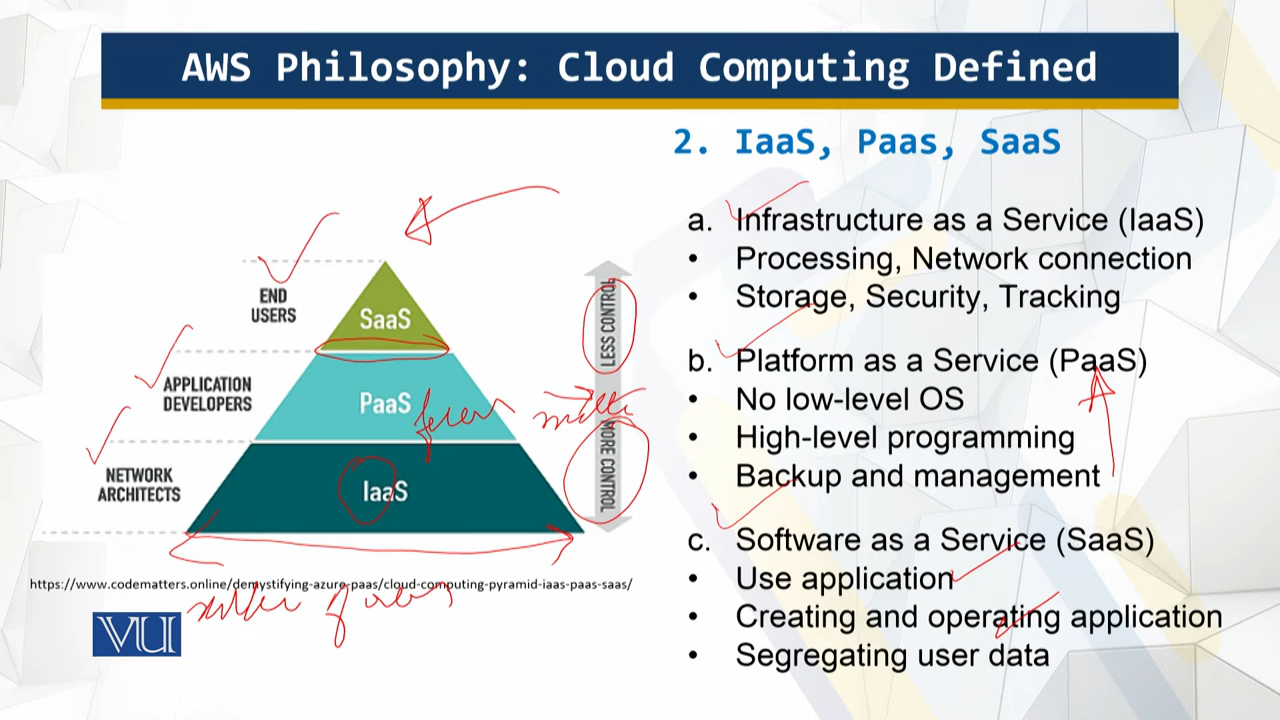 AWS Philosophy: Cloud Computing Defined
2. IaaS, Paas, SaaS
a. Infrastructure as a Service (IaaS)
• Processing, Network connection
• Storage, Security, Tracking
b. Platform as a Service (PaaS)
• No low-level OS
• High-level programming
• Backup and management
c. Software as a Service (SaaS)
• Use application
• Creating and operating application
• Segregating user data
END
USERS
SaaS
LESS CONTROL
APPLICATION
DEVELOPERS
PaaS
NETWORK
ARCHITECTS
IaaS
MORE CONTROL
https://www.codematters.online/demystifying-azure-paas/cloud-computing-pyramid-iaas-paas-saas/
VU